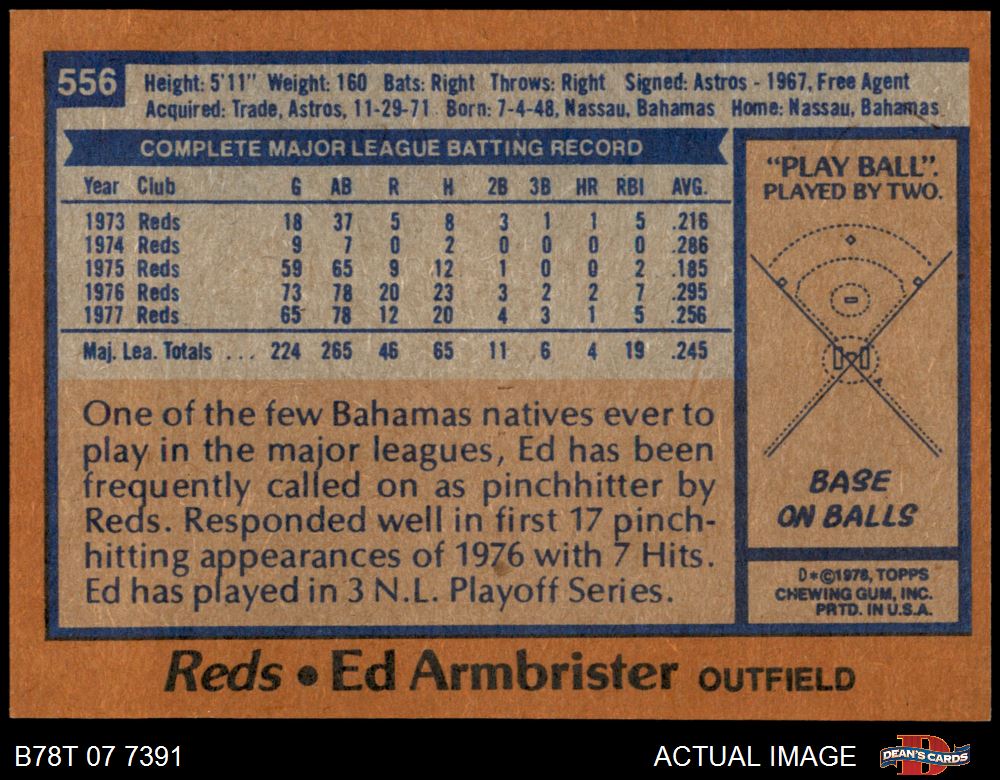 556
Height: 5'11" Weight: 160 Bats: Right Throws: Right Signed: Astros - 1967, Free Agent
Acquired: Trade, Astros, 11-29-71 Born: 7-4-48, Nassau, Bahamas Home: Nassau, Bahamas
COMPLETE MAJOR LEAGUE BATTING RECORD
Year Club G AB R H 2B 3B HR RBI AVG.
1973 Reds 18 37 5 8 3 1 1 5 .216
1974 Reds 9 7 0 2 0 0 0 0 .286
1975 Reds 59 65 9 12 1 0 0 2 .185
1976 Reds 73 78 20 23 3 2 2 7 .295
1977 Reds 65 78 12 20 4 3 1 5 .256
Maj. Lea. Totals ... 224 265 46 65 11 6 4 19 .245
One of the few Bahamas natives ever to
play in the major leagues, Ed has been
frequently called on as pinchhitter by
Reds. Responded well in first 17 pinch-
hitting appearances of 1976 with 7 Hits.
Ed has played in 3 N.L. Playoff Series.
"PLAY BALL".
PLAYED BY TWO.
BASE
ON BALLS
D*©1978, TOPPS
CHEWING GUM, INC.
PRTD. IN U.S.A.
Reds • Ed Armbrister OUTFIELD
B78T 07 7391
ACTUAL IMAGE
D
DEAN'S CARDS